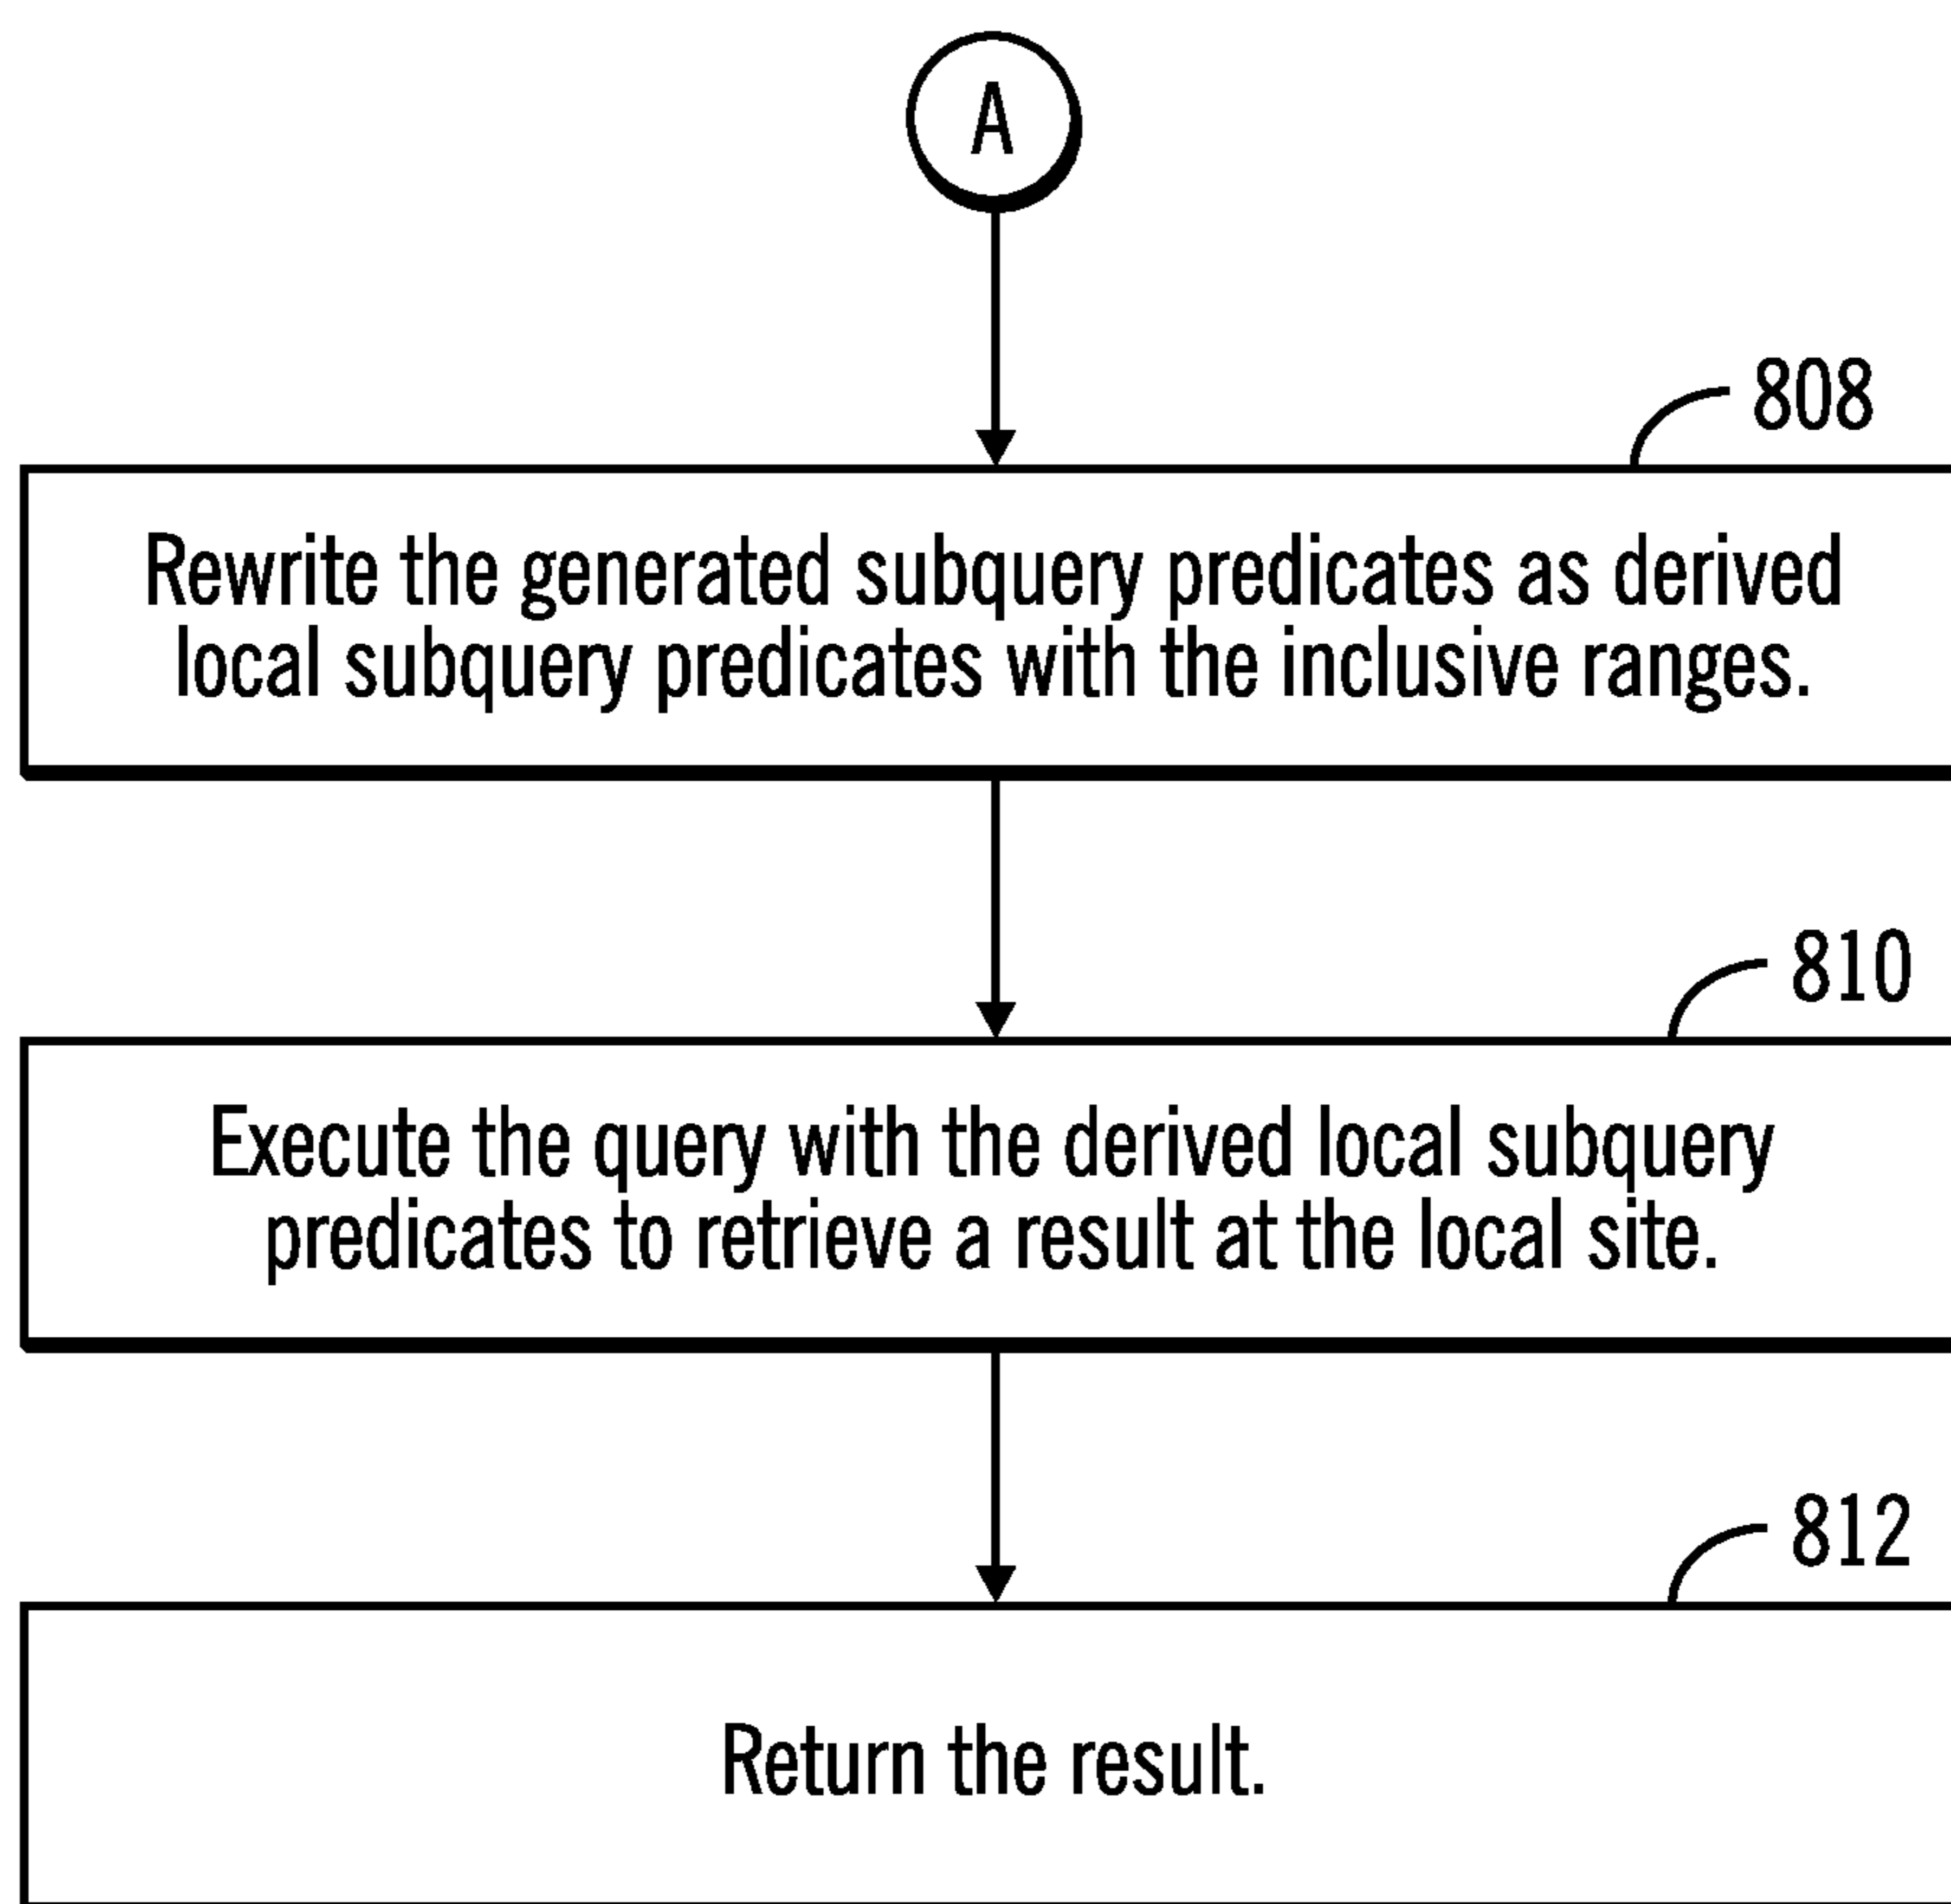 A
808
Rewrite the generated subquery predicates as derived
local subquery predicates with the inclusive ranges.
810
Execute the query with the derived local subquery
predicates to retrieve a result at the local site.
812
Return the result.